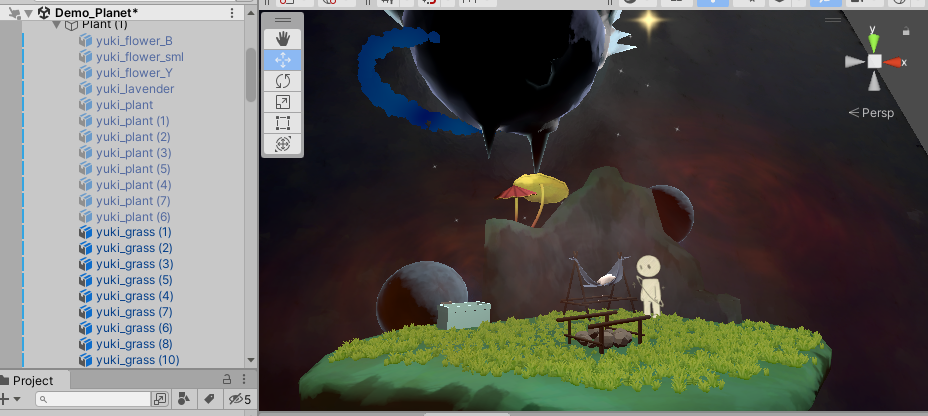 Demo_Planet*
Plant (1)
yuki_flower_B
yuki_flower_sml
yuki_flower_Y
yuki_lavender
yuki_plant
yuki_plant (1)
yuki_plant (2)
yuki_plant (3)
yuki_plant (5)
yuki_plant (4)
yuki_plant (7)
yuki_plant (6)
yuki_grass (1)
yuki_grass (2)
yuki_grass (3)
yuki_grass (5)
yuki_grass (4)
yuki_grass (7)
yuki_grass (6)
yuki_grass (8)
yuki_grass (10)
Project
5
y
x
Persp